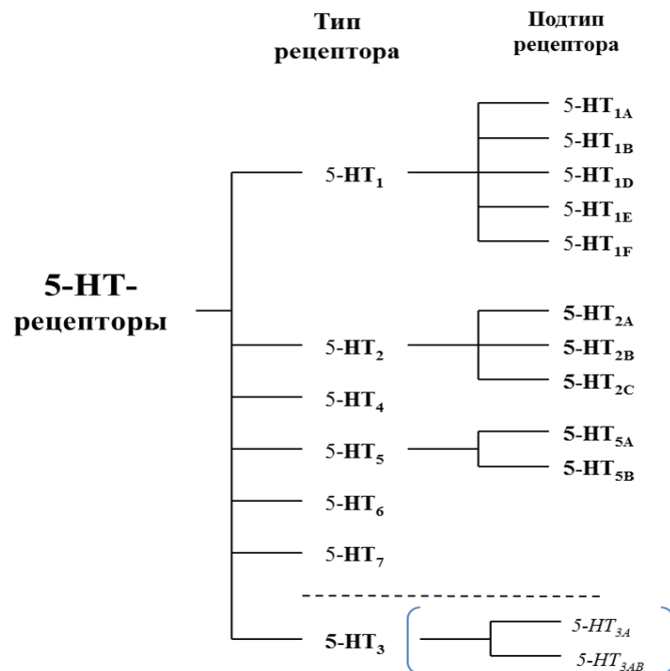 Тип
рецептора
Подтип
рецептора
5-HT-
рецепторы
5-HT1
5-HT1A
5-HT1B
5-HT1D
5-HT1E
5-HT1F
5-HT2
5-HT2A
5-HT2B
5-HT2C
5-HT4
5-HT5
5-HT5A
5-HT5B
5-HT6
5-HT7
5-HT3
5-HT3A
5-HT3AB